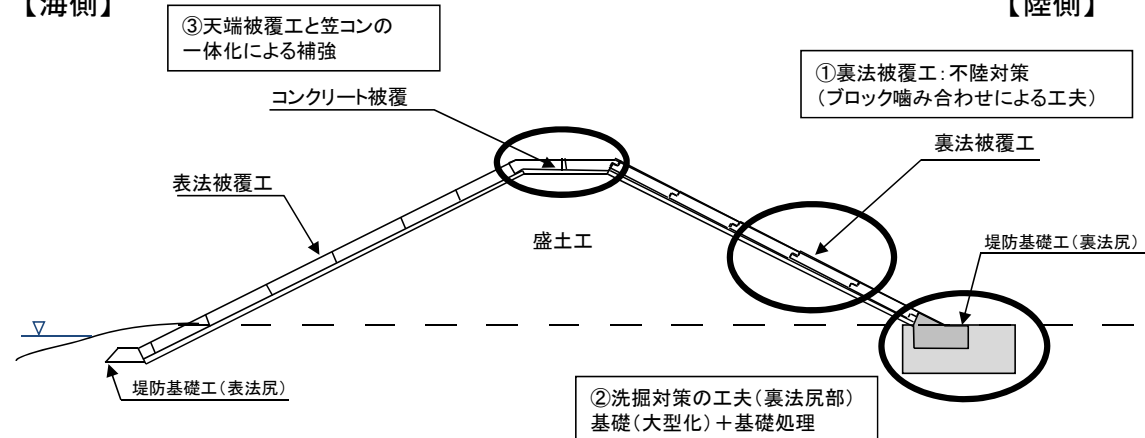 【海側】
【陸側】
③天端被覆工と笠コンの
一体化による補強
①裏法被覆工:不陸対策
(ブロック噛み合わせによる工夫)
コンクリート被覆
裏法被覆工
表法被覆工
盛土工
堤防基礎工(裏法尻)
堤防基礎工(表法尻)
②洗掘対策の工夫(裏法尻部)
基礎(大型化)+基礎処理